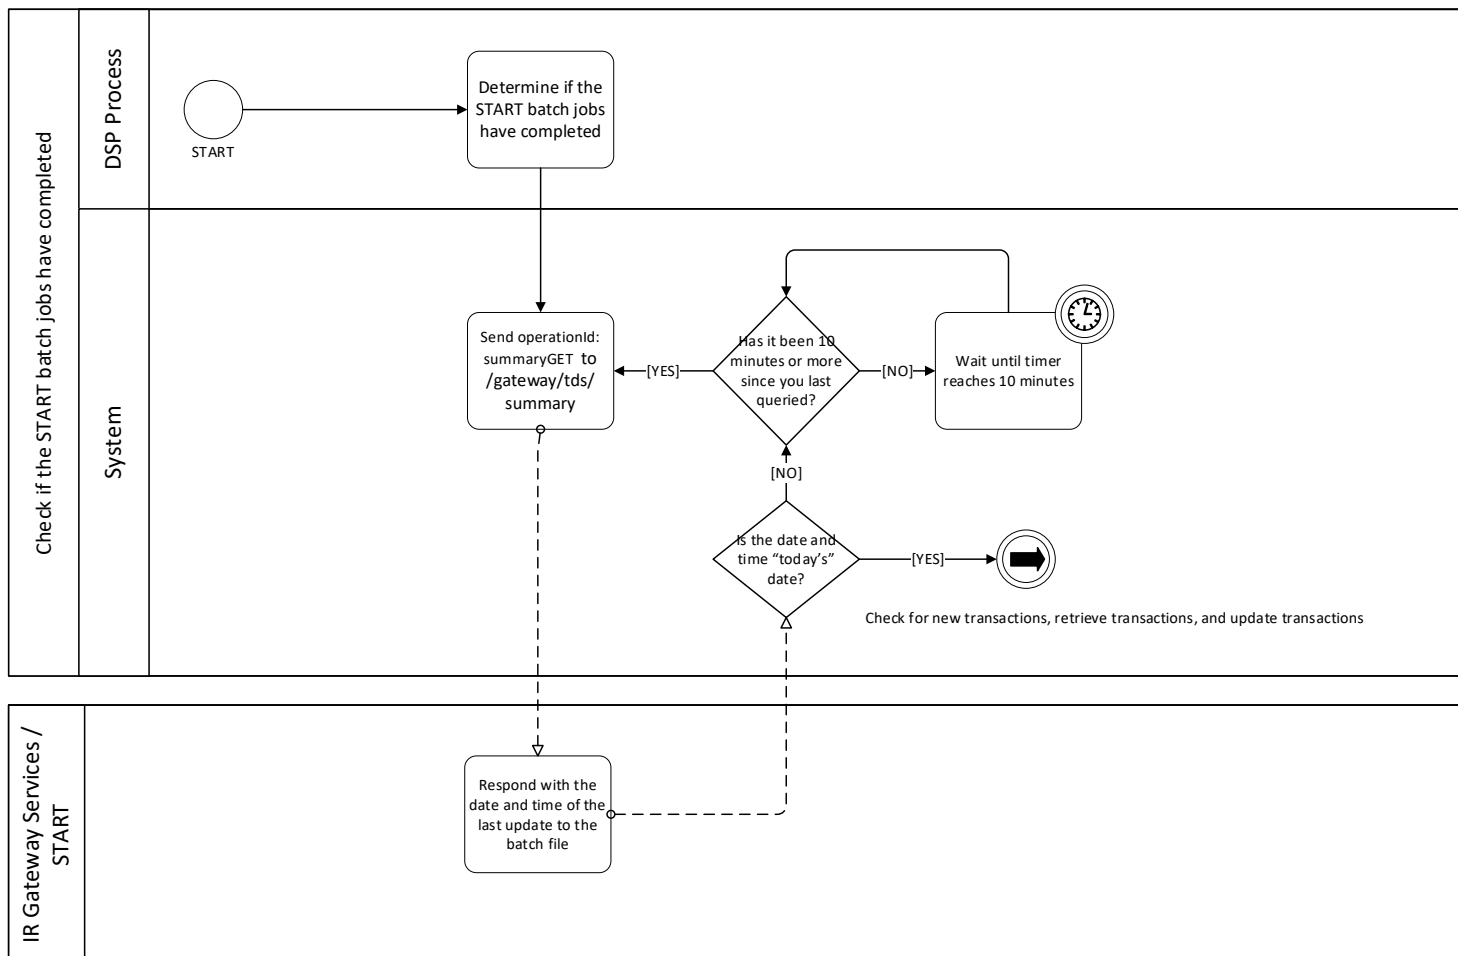 Check if the START batch jobs have completed
DSP Process
START
Determine if the
START batch jobs
have completed
System
Send operationId:
summaryGET to
/gateway/tds/
summary
[YES]
Has it been 10
minutes or more
since you last
queried?
[NO]
Wait until timer
reaches 10 minutes
[NO]
Is the date and
time “today’s”
date?
[YES]
Check for new transactions, retrieve transactions, and update transactions
IR Gateway Services /
START
Respond with the
date and time of the
last update to the
batch file